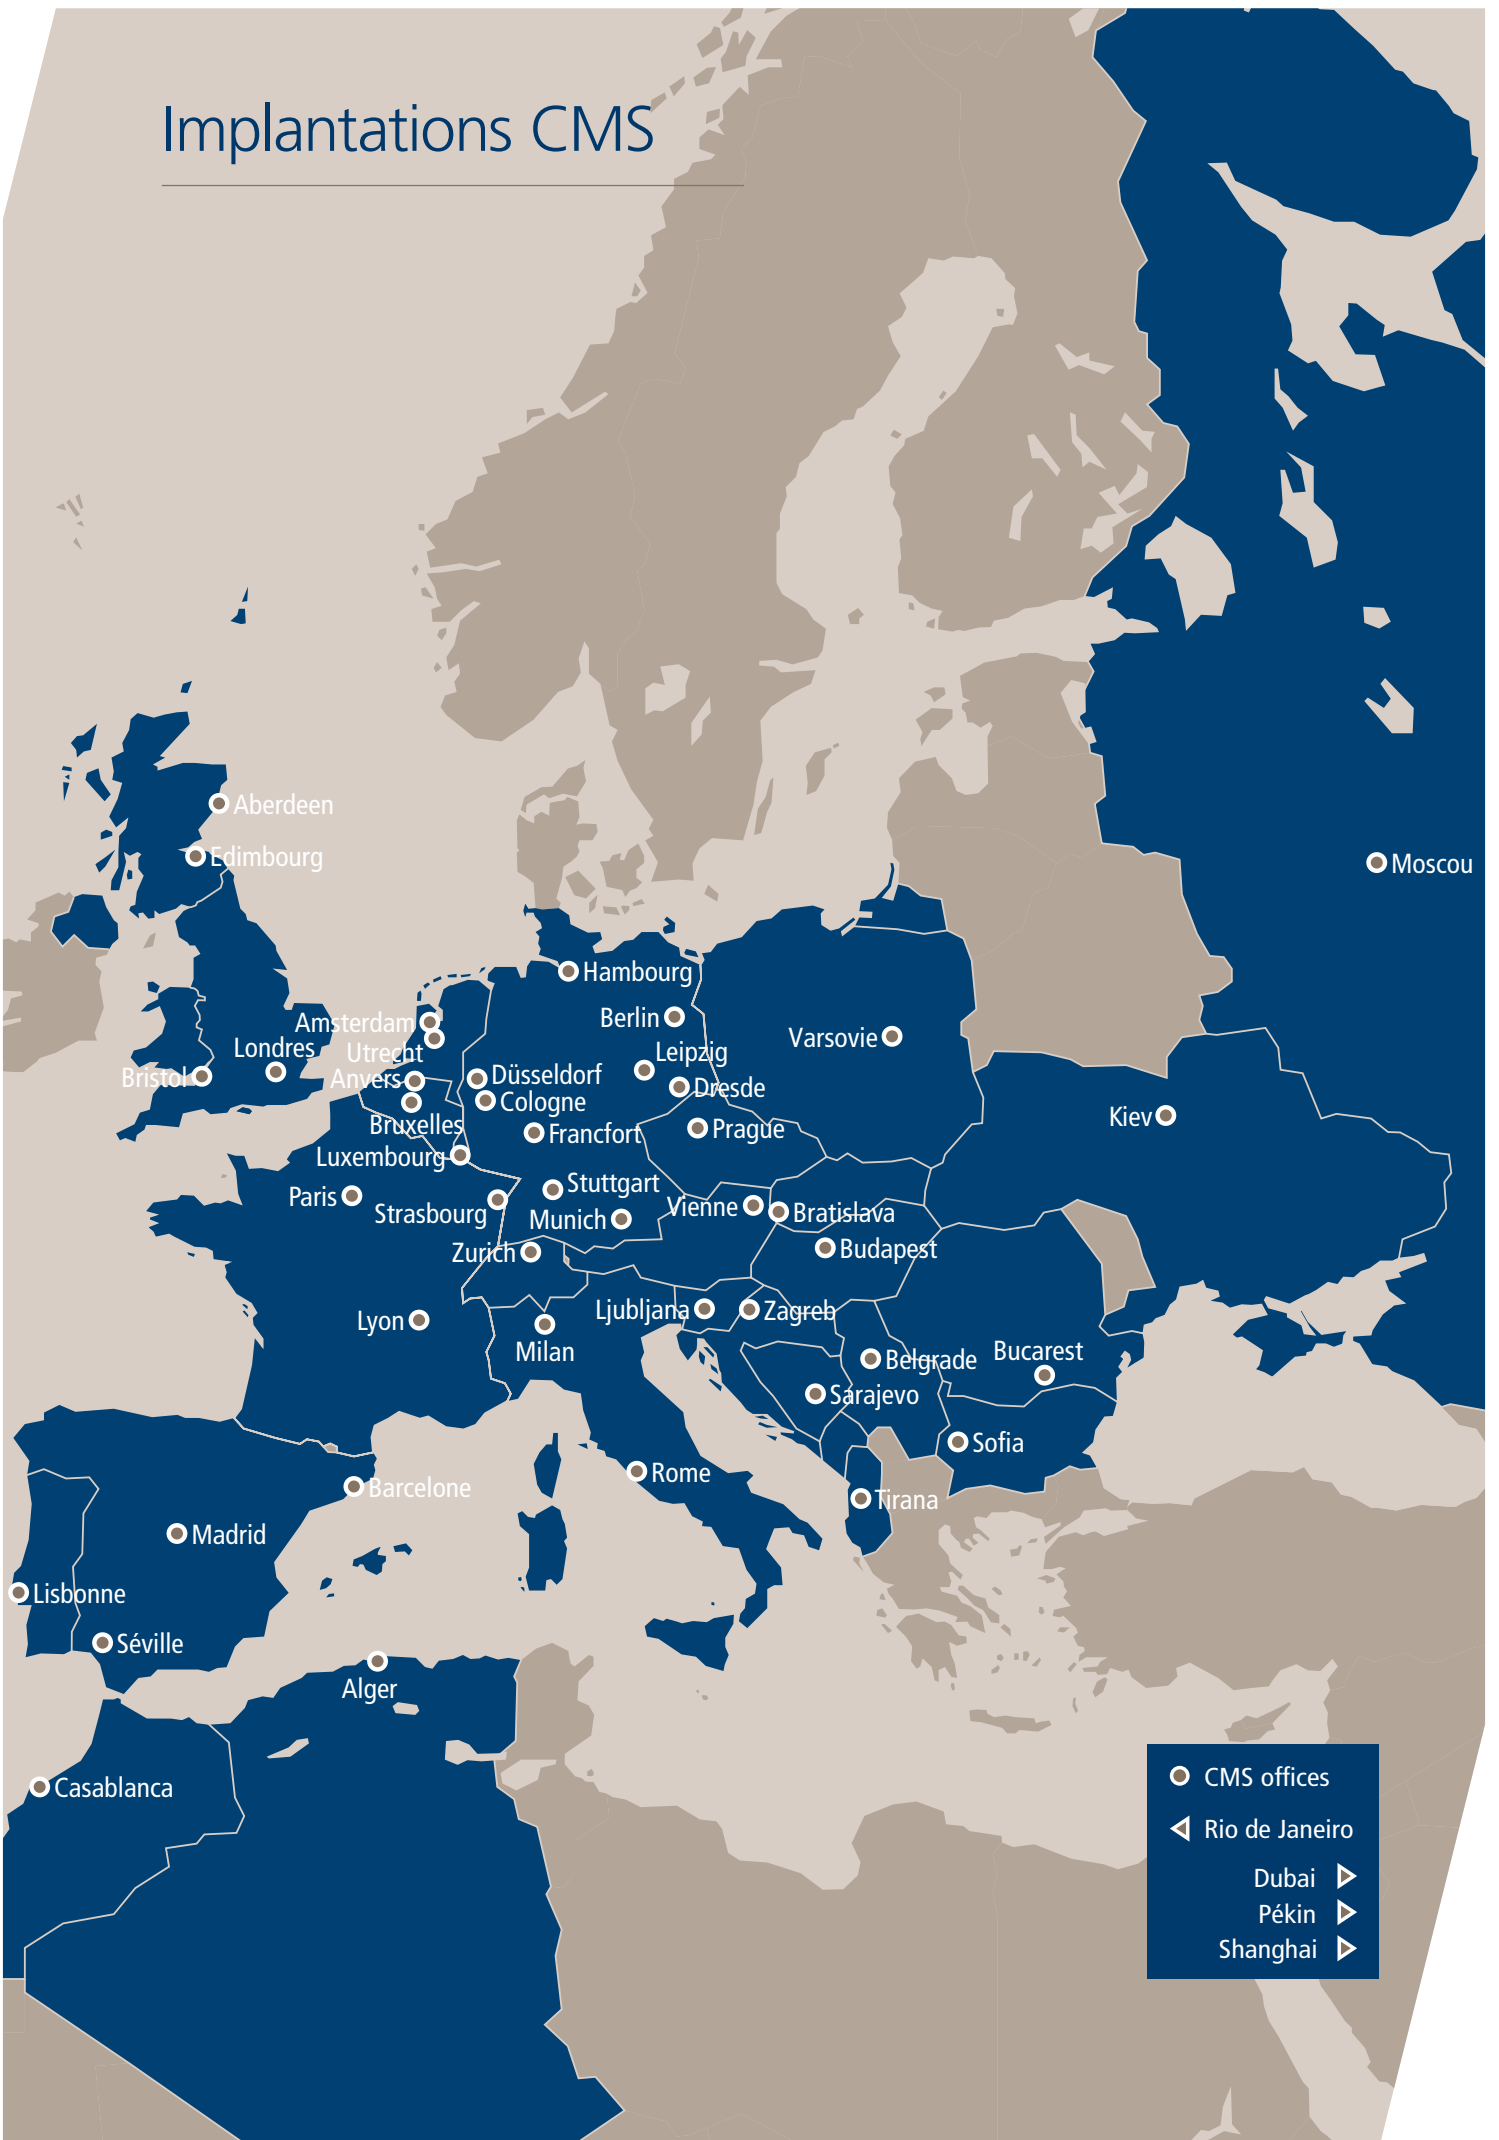 Implantations CMS
Aberdeen
Edimbourg
Moscou
Hambourg
Berlin
Amsterdam
Varsovie
Utrecht
Londres
Leipzig
Bristol
Anvers
Düsseldorf
Dresde
Cologne
Kiev
Bruxelles
Francfort
Prague
Luxembourg
Stuttgart
Paris
Strasbourg
Munich
Vienne
Bratislava
Zurich
Budapest
Lyon
Ljubljana
Zagreb
Milan
Belgrade
Bucarest
Sarajevo
Sofia
Rome
Barcelone
Tirana
Madrid
Lisbonne
Séville
Alger
Casablanca
CMS offices
Rio de Janeiro
Dubai
Pékin
Shanghai